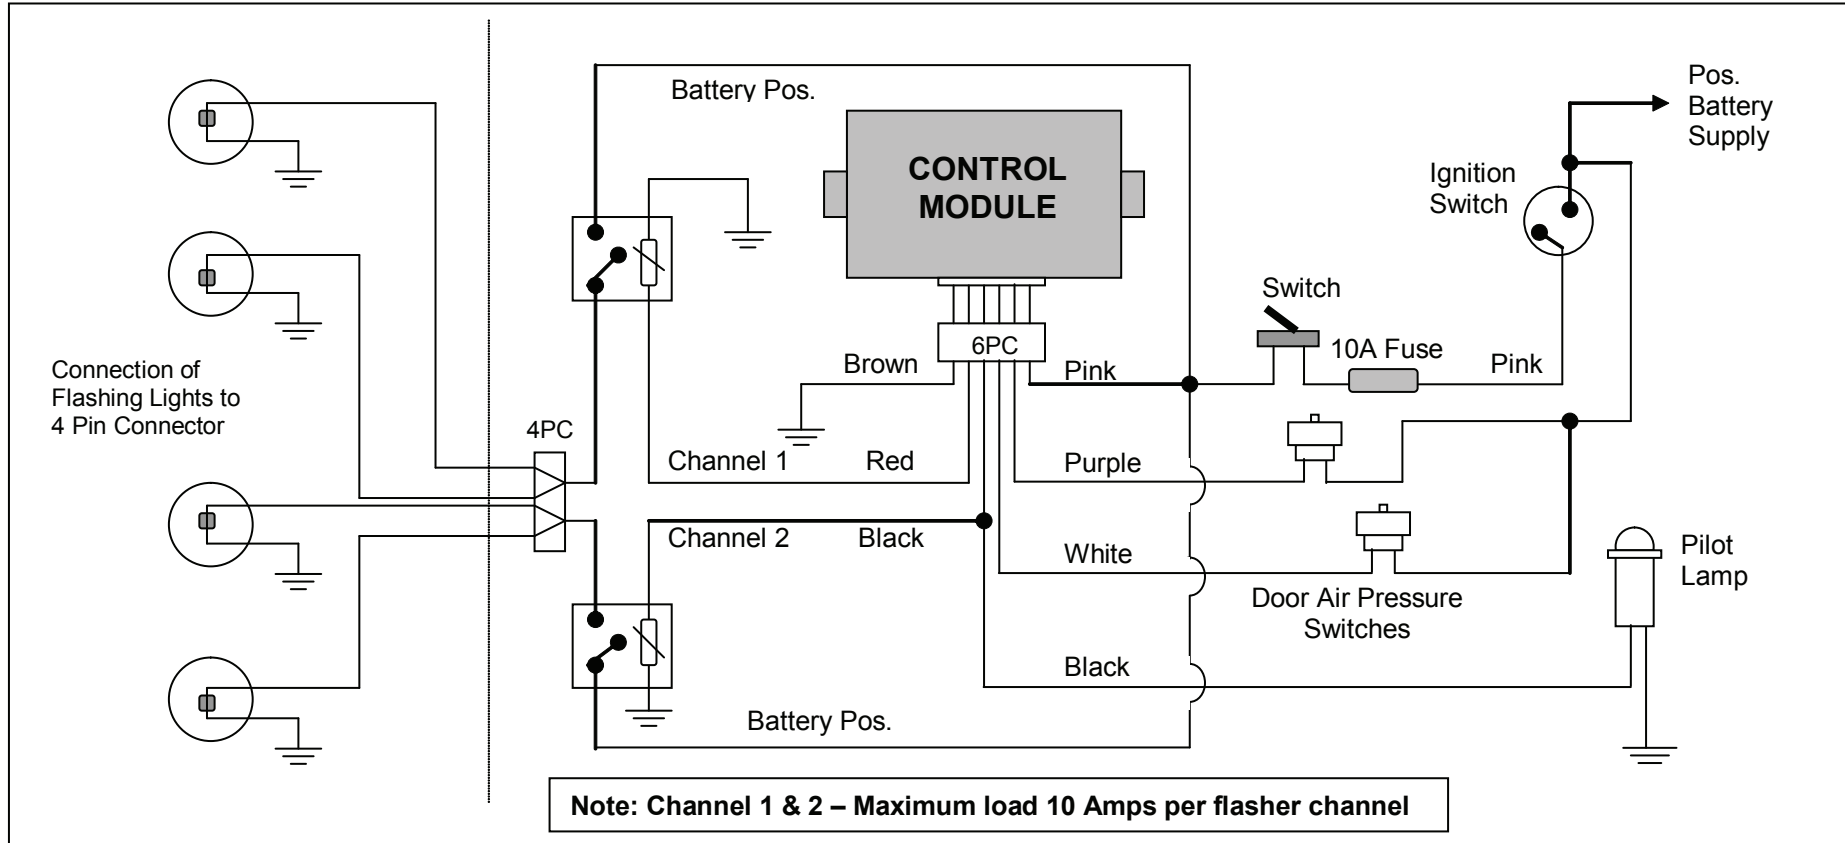 Battery Pos.
CONTROL
MODULE
Pos.
Battery
Supply
Ignition
Switch
Switch
10A Fuse
Pink
6PC
Brown
Pink
Connection of
Flashing Lights to
4 Pin Connector
4PC
Channel 1
Red
Purple
Channel 2
Black
White
Door Air Pressure
Switches
Pilot
Lamp
Black
Battery Pos.
Note: Channel 1 & 2 – Maximum load 10 Amps per flasher channel